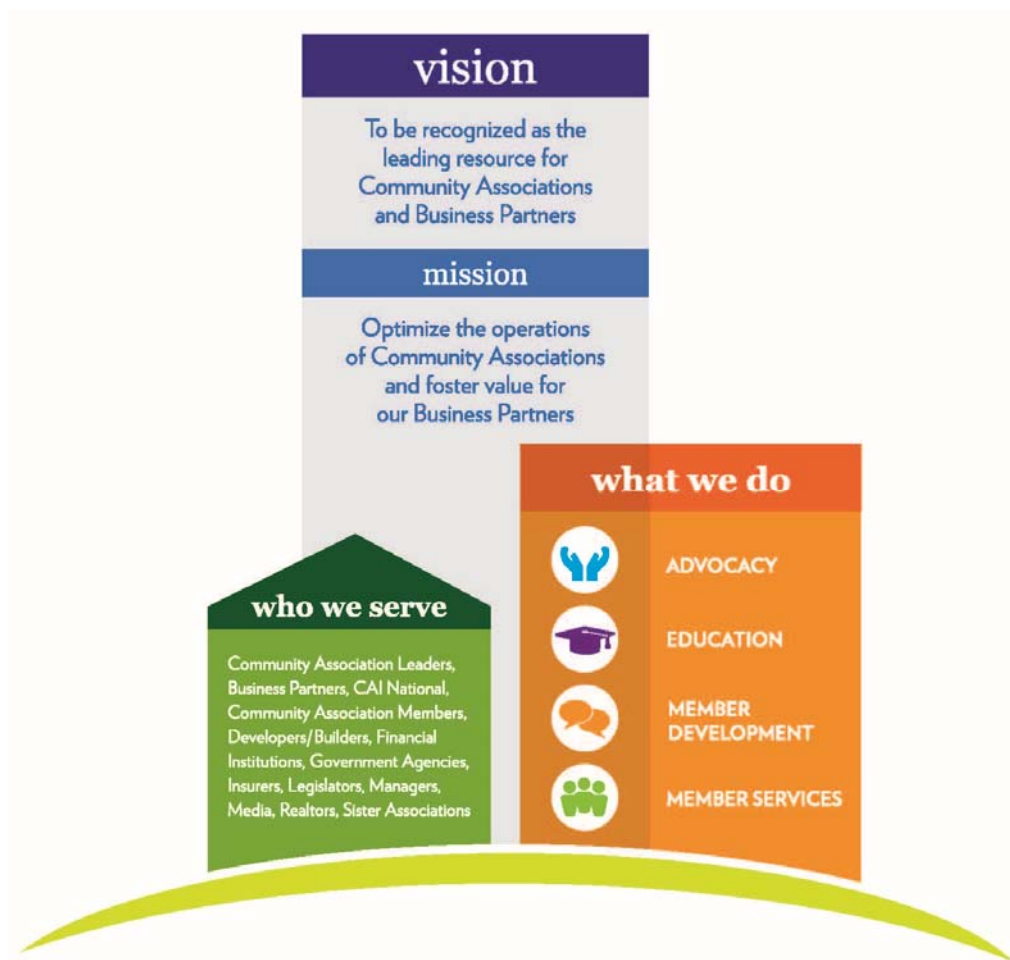 vision
To be recognized as the
leading resource for
Community Associations
and Business Partners
mission
Optimize the operations
of Community Associations
and foster value for
our Business Partners
who we serve
Community Association Leaders,
Business Partners, CAI National,
Community Association Members,
Developers/Builders, Financial
Institutions, Government Agencies,
Insurers, Legislators, Managers,
Media, Realtors, Sister Associations
what we do
ADVOCACY
EDUCATION
MEMBER
DEVELOPMENT
MEMBER SERVICES